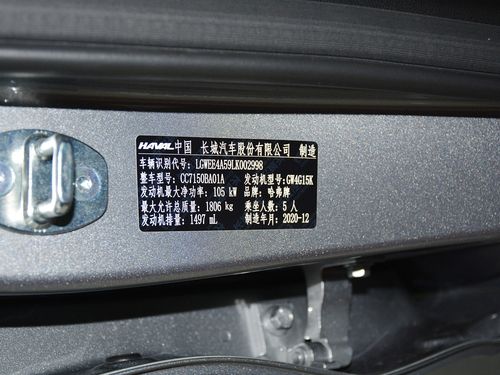 HAVAL 中国 长城汽车股份有限公司 制造
车辆识别代号: LGWEE4A59LK002998
整车型号: CC7150BA01A 发动机型号: GW4G15K
发动机最大净功率: 105 kW 品牌: 哈弗牌
最大允许总质量: 1806 kg 乘坐人数: 5 人
发动机排量: 1497 mL 制造年月: 2020-12